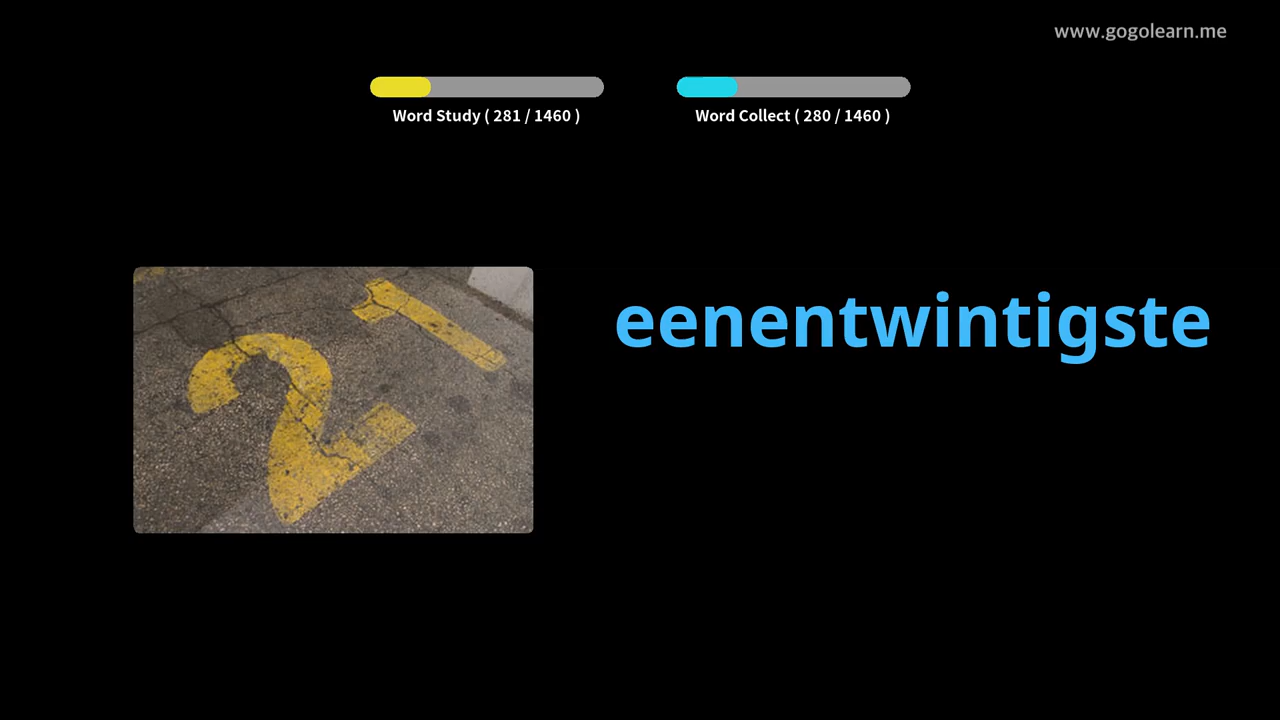 www.gogolearn.me
Word Study ( 281 / 1460 )
Word Collect ( 280 / 1460 )
21
eenentwintigste